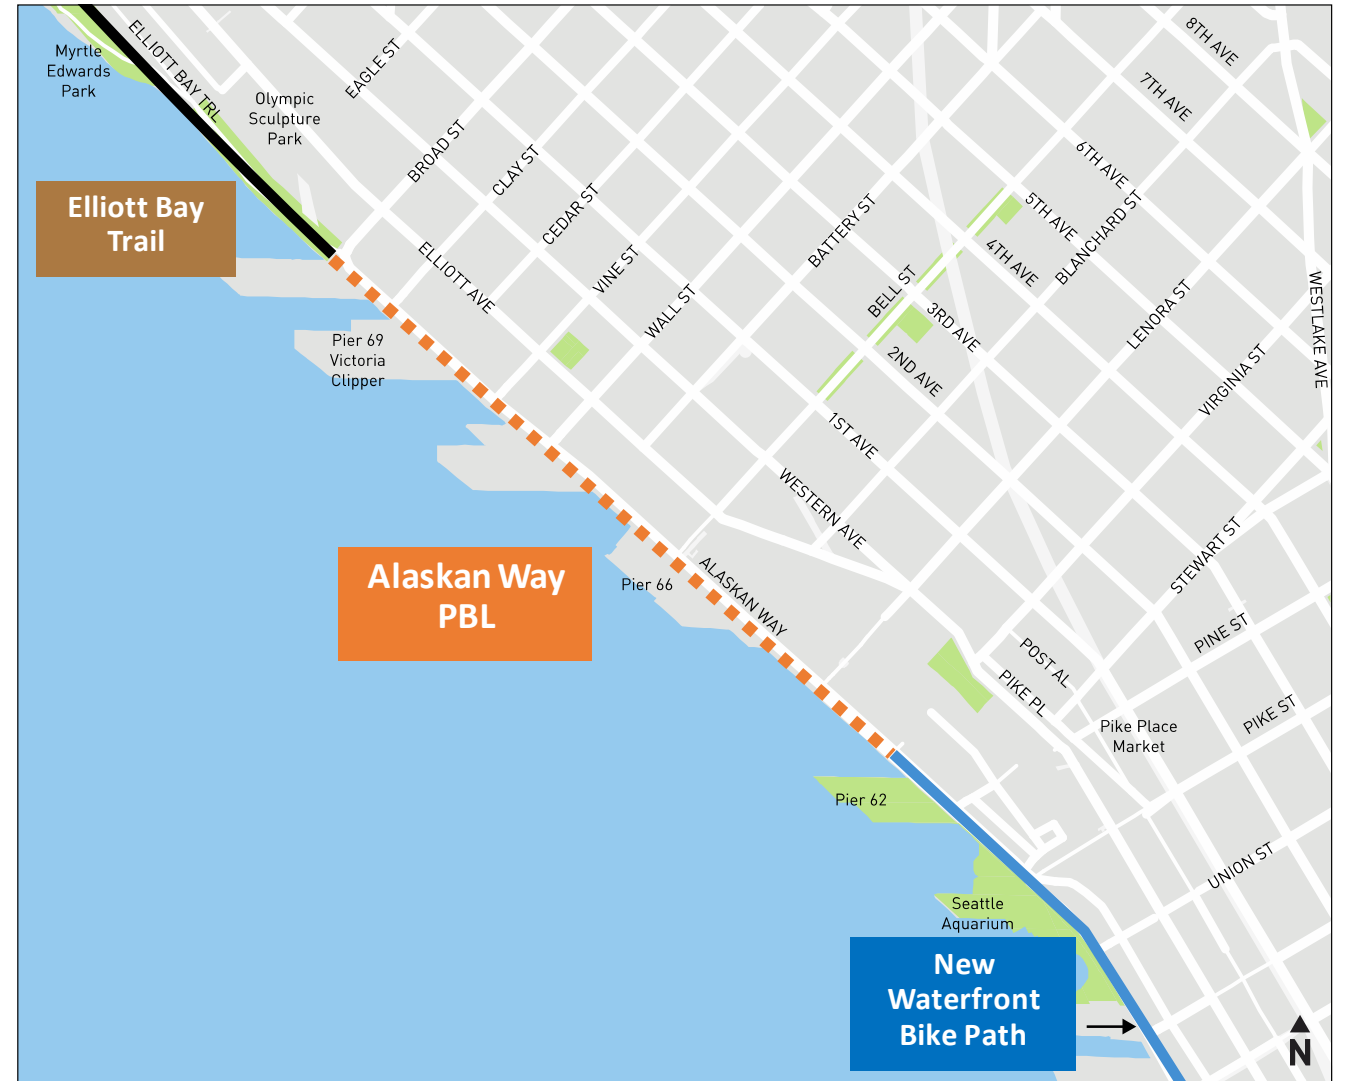 8TH AVE
7TH AVE
6TH AVE
5TH AVE
4TH AVE
3RD AVE
2ND AVE
1ST AVE
WESTERN AVE
ELLIOTT AVE
ALASKAN WAY
ELLIOTT BAY TRL
EAGLE ST
BROAD ST
CLAY ST
CEDAR ST
VINE ST
WALL ST
BATTERY ST
BELL ST
BLANCHARD ST
LENORA ST
VIRGINIA ST
WESTLAKE AVE
STEWART ST
PINE ST
PIKE ST
UNION ST
POST AL
PIKE PL
Myrtle
Edwards
Park
Olympic
Sculpture
Park
Elliott Bay
Trail
Pier 69
Victoria
Clipper
Alaskan Way
PBL
Pier 66
Pike Place
Market
Pier 62
Seattle
Aquarium
New
Waterfront
Bike Path
N